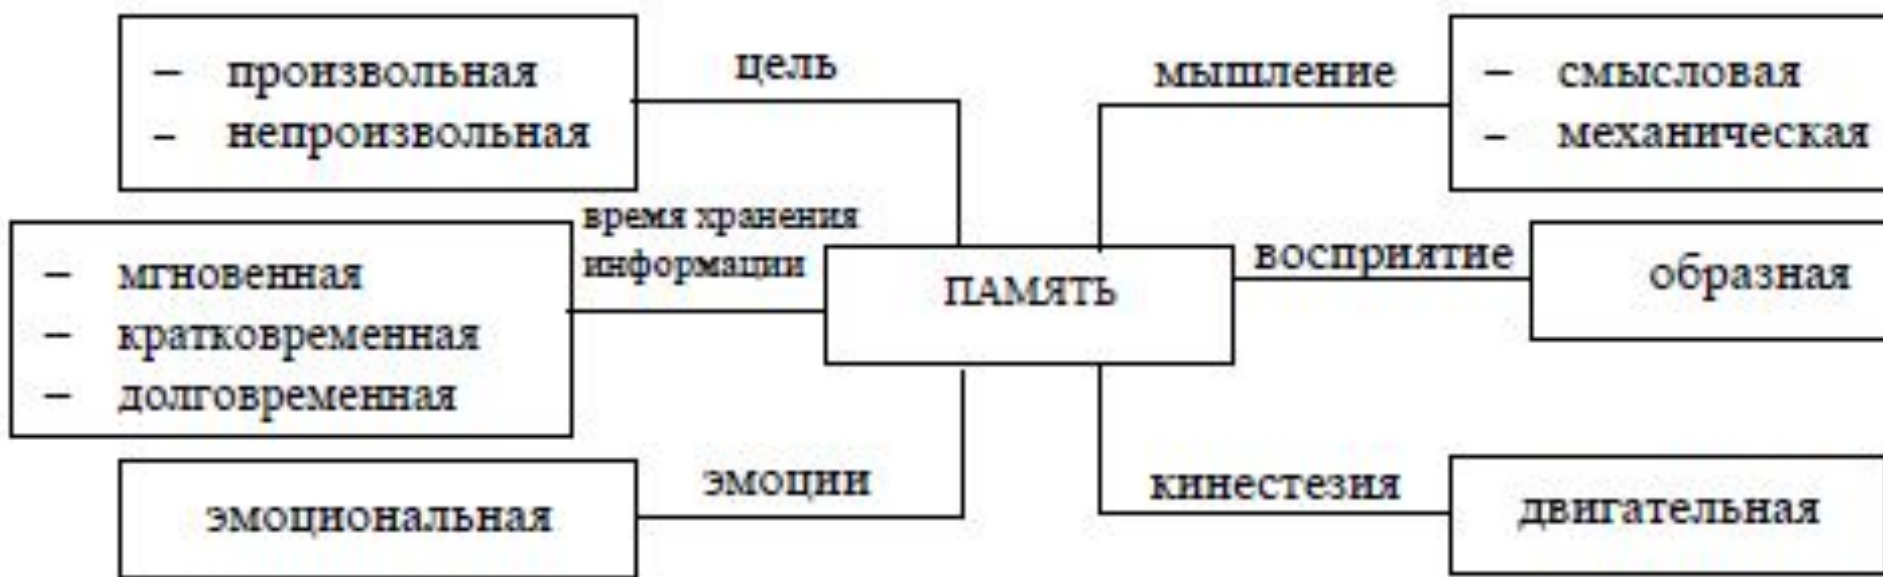 – произвольная
– непроизвольная
цель
мышление
– смысловая
– механическая
– мгновенная
– кратковременная
– долговременная
время хранения
информации
ПАМЯТЬ
восприятие
образная
эмоциональная
эмоции
кинестезия
двигательная